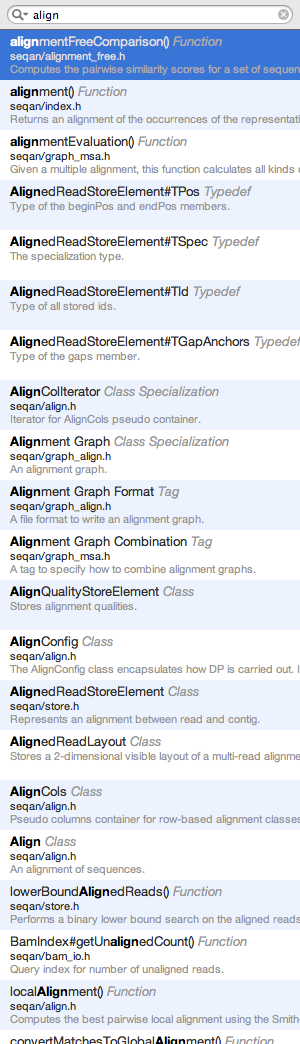 align
alignmentFreeComparison() Function
seqan/alignment_free.h
Computes the pairwise similarity scores for a set of sequen
alignment() Function
seqan/index.h
Returns an alignment of the occurrences of the representati
alignmentEvaluation() Function
seqan/graph_msa.h
Given a multiple alignment, this function calculates all kinds o
AlignedReadStoreElement#TPos Typedef
Type of the beginPos and endPos members.
AlignedReadStoreElement#TSpec Typedef
The specialization type.
AlignedReadStoreElement#TId Typedef
Type of all stored ids.
AlignedReadStoreElement#TGapAnchors Typedef
Type of the gaps member.
AlignColIterator Class Specialization
seqan/align.h
Iterator for AlignCols pseudo container.
Alignment Graph Class Specialization
seqan/graph_align.h
An alignment graph.
Alignment Graph Format Tag
seqan/graph_align.h
A file format to write an alignment graph.
Alignment Graph Combination Tag
seqan/graph_msa.h
A tag to specify how to combine alignment graphs.
AlignQualityStoreElement Class
Stores alignment qualities.
AlignConfig Class
seqan/align.h
The AlignConfig class encapsulates how DP is carried out. I
AlignedReadStoreElement Class
seqan/store.h
Represents an alignment between read and contig.
AlignedReadLayout Class
Stores a 2-dimensional visible layout of a multi-read alignme
AlignCols Class
seqan/align.h
Pseudo columns container for row-based alignment classes
Align Class
seqan/align.h
An alignment of sequences.
lowerBoundAlignedReads() Function
seqan/store.h
Performs a binary lower bound search on the aligned reads
BamIndex#getUnalignedCount() Function
seqan/bam_io.h
Query index for number of unaligned reads.
localAlignment() Function
seqan/align.h
Computes the best pairwise local alignment using the Smith-
convertMatchesToGlobalAlignment() Function